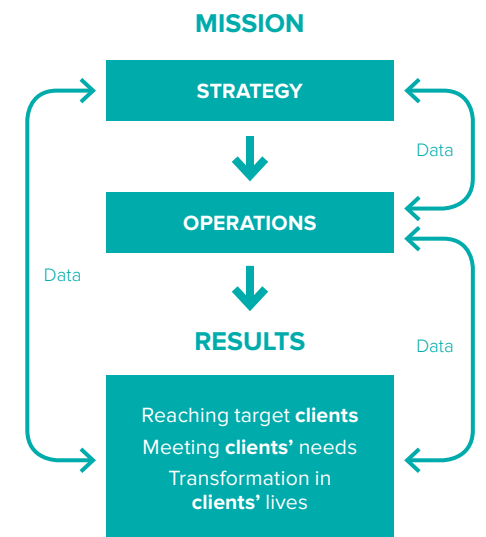 MISSION
STRATEGY
Data
OPERATIONS
Data
RESULTS
Data
Reaching target clients
Meeting clients’ needs
Transformation in
clients’ lives